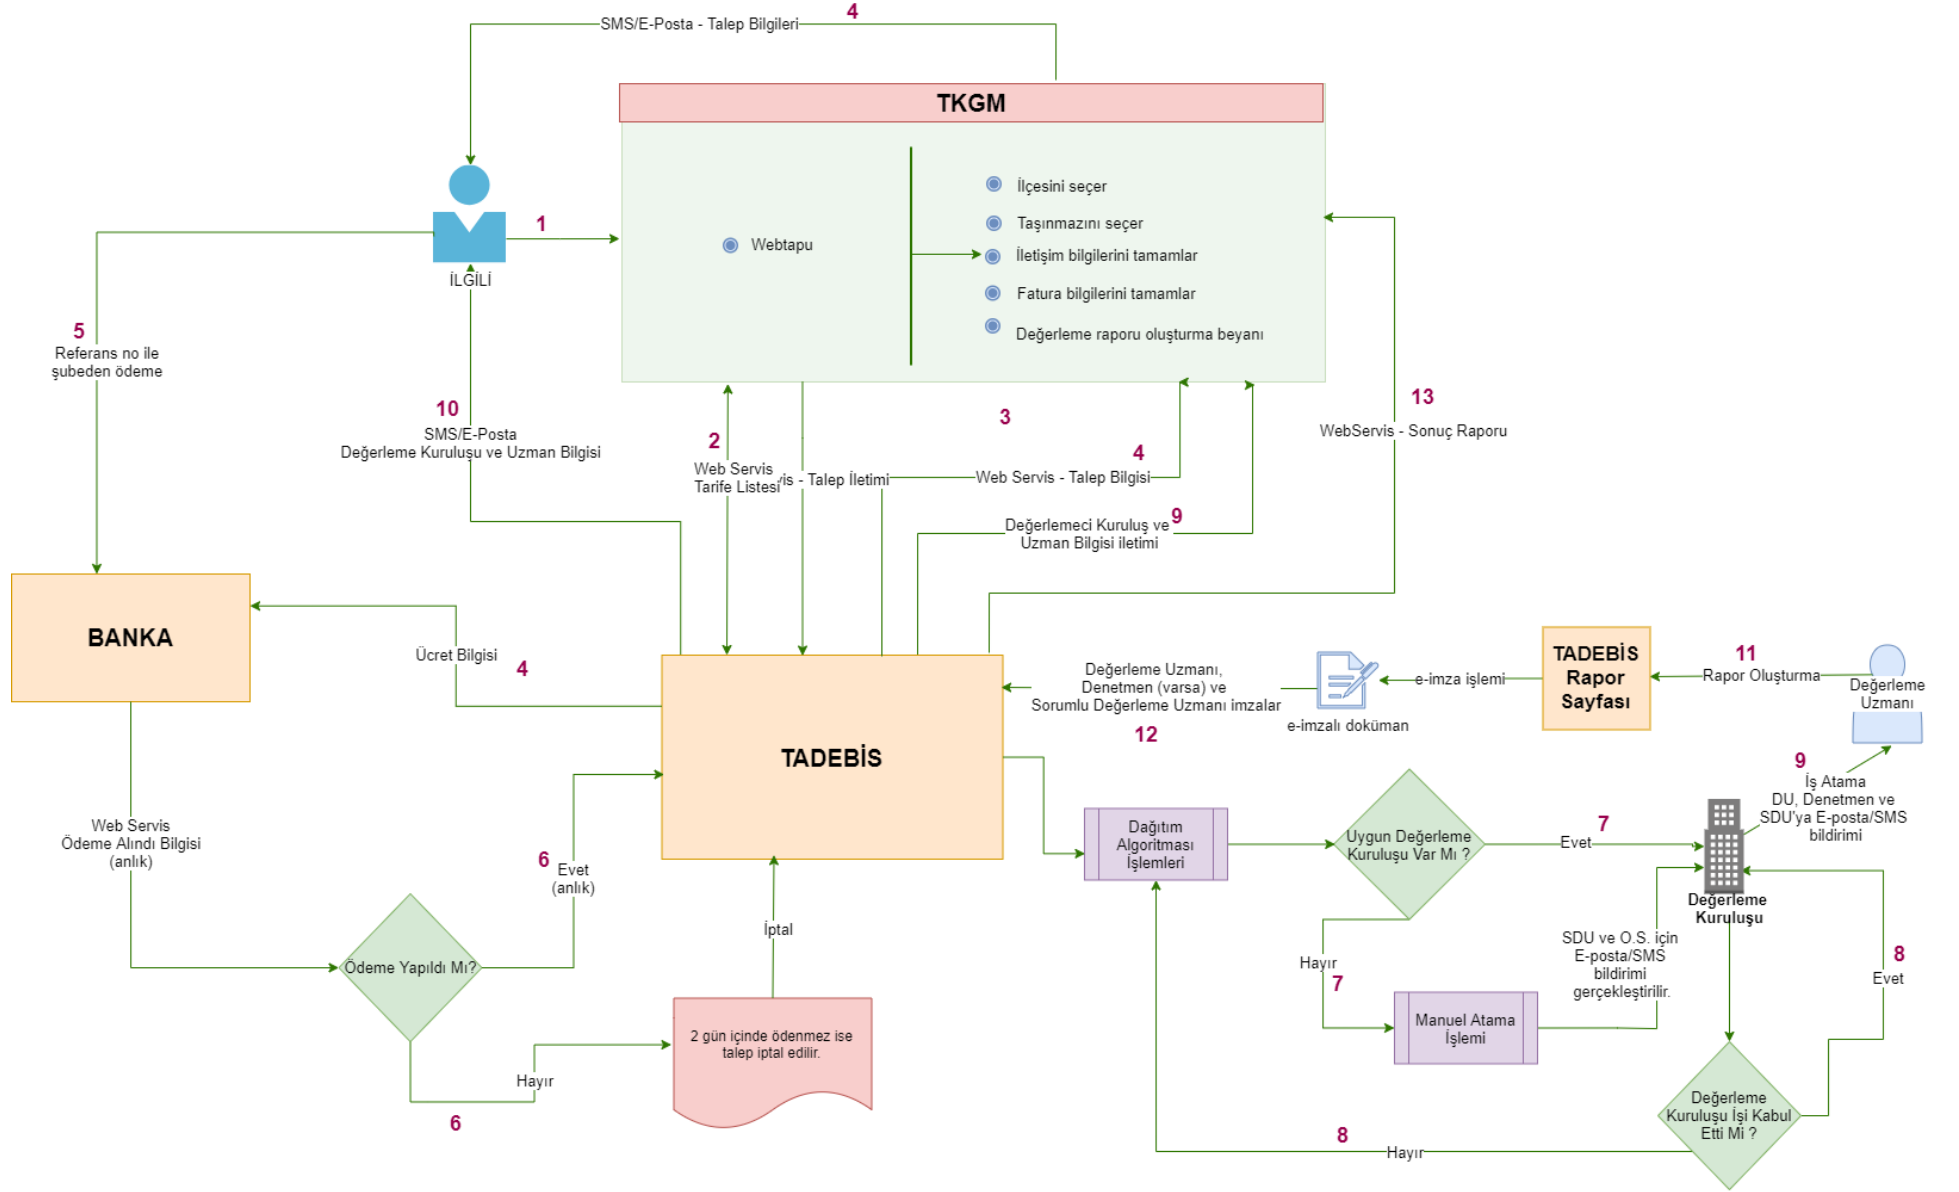 4
SMS/E-Posta - Talep Bilgileri
TKGM
Webtapu
İlçesini seçer
Taşınmazını seçer
İletişim bilgilerini tamamlar
Fatura bilgilerini tamamlar
Değerleme raporu oluşturma beyanı
1
İLGİLİ
5
Referans no ile
şubeden ödeme
10
SMS/E-Posta
Değerleme Kuruluşu ve Uzman Bilgisi
2
Web Servis
Tarife Listesi
3
- Talep İletimi
4
Web Servis - Talep Bilgisi
9
Değerlemeci Kuruluş ve
Uzman Bilgisi iletimi
13
WebServis - Sonuç Raporu
BANKA
Ücret Bilgisi
4
TADEBİS
Değerleme Uzmanı,
Denetmen (varsa) ve
Sorumlu Değerleme Uzmanı imzalar
12
e-imzalı doküman
e-imza işlemi
TADEBİS
Rapor
Sayfası
11
Rapor Oluşturma
Değerleme
Uzmanı
9
İş Atama
DU, Denetmen ve
SDU'ya E-posta/SMS
bildirimi
Web Servis
Ödeme Alındı Bilgisi
(anlık)
Ödeme Yapıldı Mı?
6
Evet
(anlık)
Hayır
6
2 gün içinde ödenmez ise
talep iptal edilir.
İptal
Dağıtım
Algoritması
İşlemleri
Uygun Değerleme
Kuruluşu Var Mı ?
7
Evet
Değerleme
Kuruluşu
Hayır
7
Manuel Atama
İşlemi
SDU ve O.S. için
E-posta/SMS
bildirimi
gerçekleştirilir.
8
Evet
Değerleme
Kuruluşu İşi Kabul
Etti Mi ?
8
Hayır